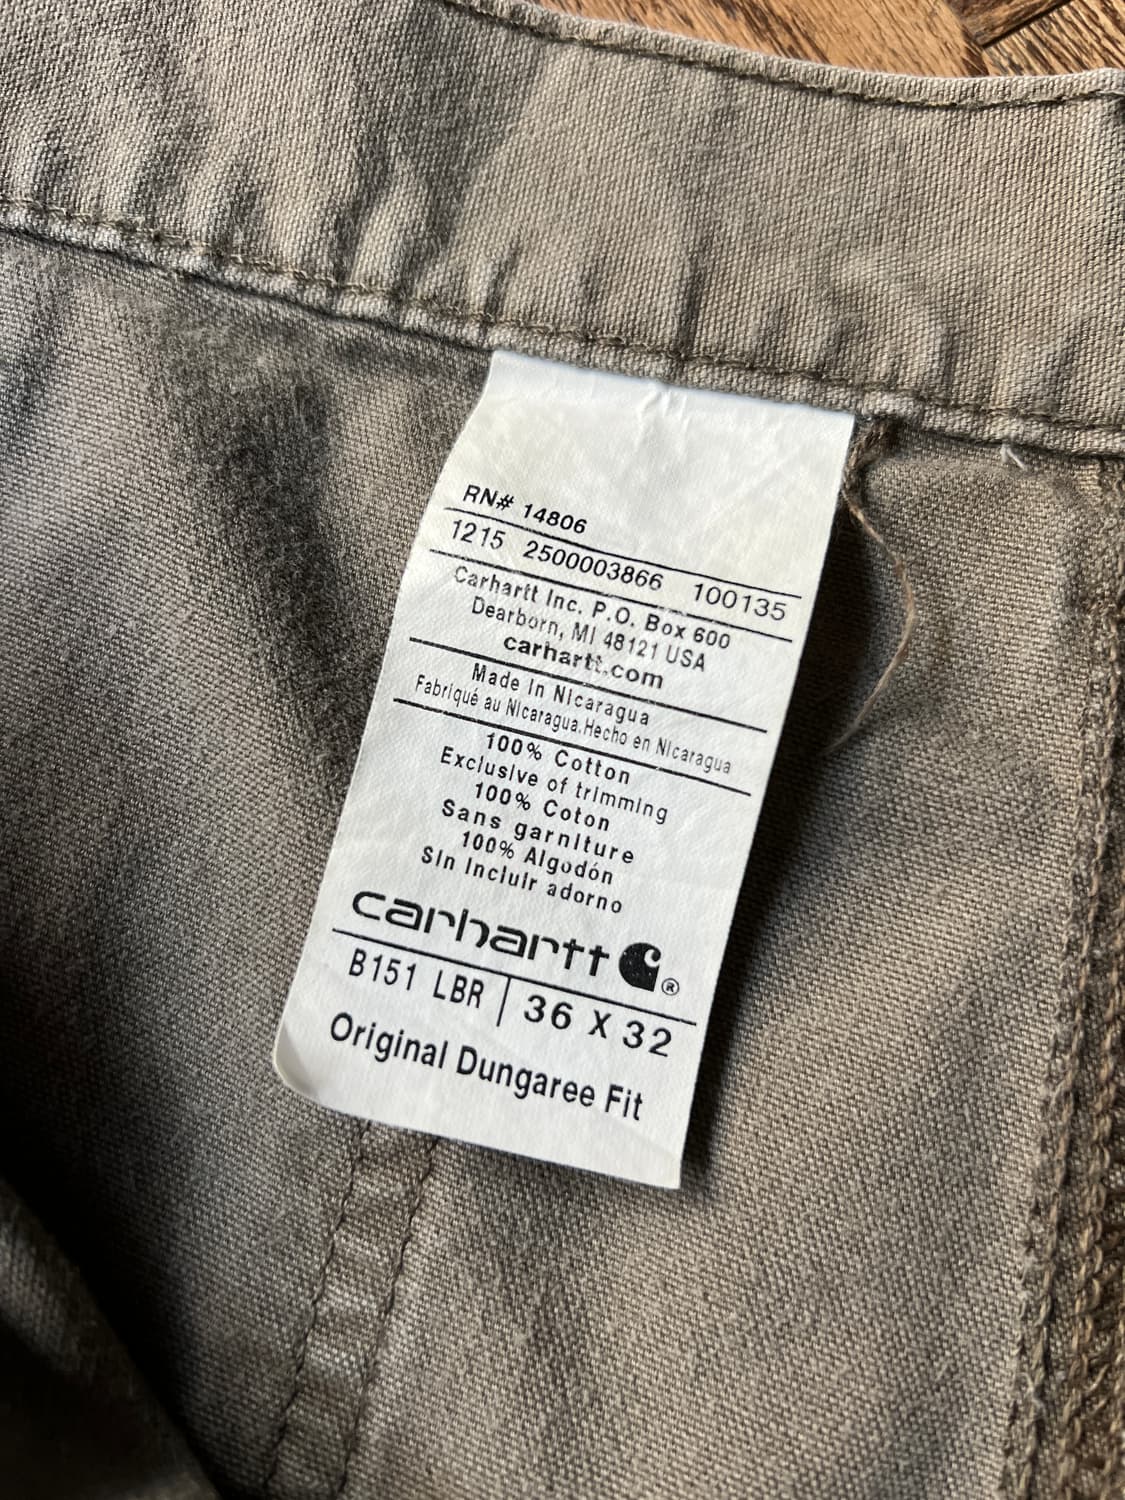 RN# 14806
1215 2500003866 100135
Carhartt Inc. P.O. Box 600
Dearborn, MI 48121 USA
carhartt.com
Made In Nicaragua
Fabriqué au Nicaragua.Hecho en Nicaragua
100% Cotton
Exclusive of trimming
100% Coton
Sans garniture
100% Algodón
Sin Incluir adorno
carhartt ®
B151 LBR | 36 X 32
Original Dungaree Fit